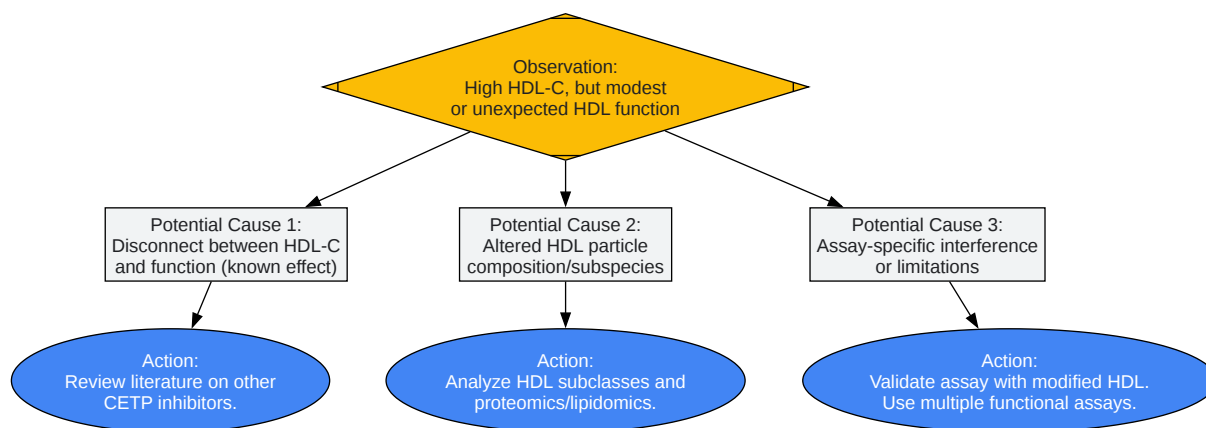 Observation:
High HDL-C, but modest
or unexpected HDL function
Potential Cause 1:
Disconnect between HDL-C
and function (known effect)
Potential Cause 2:
Altered HDL particle
composition/subspecies
Potential Cause 3:
Assay-specific interference
or limitations
Action:
Review literature on other
CETP inhibitors.
Action:
Analyze HDL subclasses and
proteomics/lipidomics.
Action:
Validate assay with modified HDL.
Use multiple functional assays.